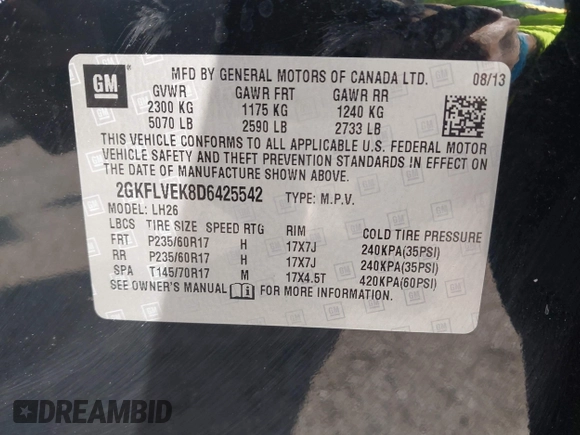 GM MFD BY GENERAL MOTORS OF CANADA LTD. 08/13
GVWR GAWR FRT GAWR RR
2300 KG 1175 KG 1240 KG
5070 LB 2590 LB 2733 LB
THIS VEHICLE CONFORMS TO ALL APPLICABLE U.S. FEDERAL MOTOR
VEHICLE SAFETY AND THEFT PREVENTION STANDARDS IN EFFECT ON
THE DATE OF MANUFACTURE SHOWN ABOVE.
2GKFLVEK8D6425542 TYPE: M.P.V.
MODEL: LH26
LBCS TIRE SIZE SPEED RTG RIM COLD TIRE PRESSURE
FRT P235/60R17 H 17X7J 240KPA(35PSI)
RR P235/60R17 H 17X7J 240KPA(35PSI)
SPA T145/70R17 M 17X4.5T 420KPA(60PSI)
SEE OWNER'S MANUAL FOR MORE INFORMATION.
DREAMBID